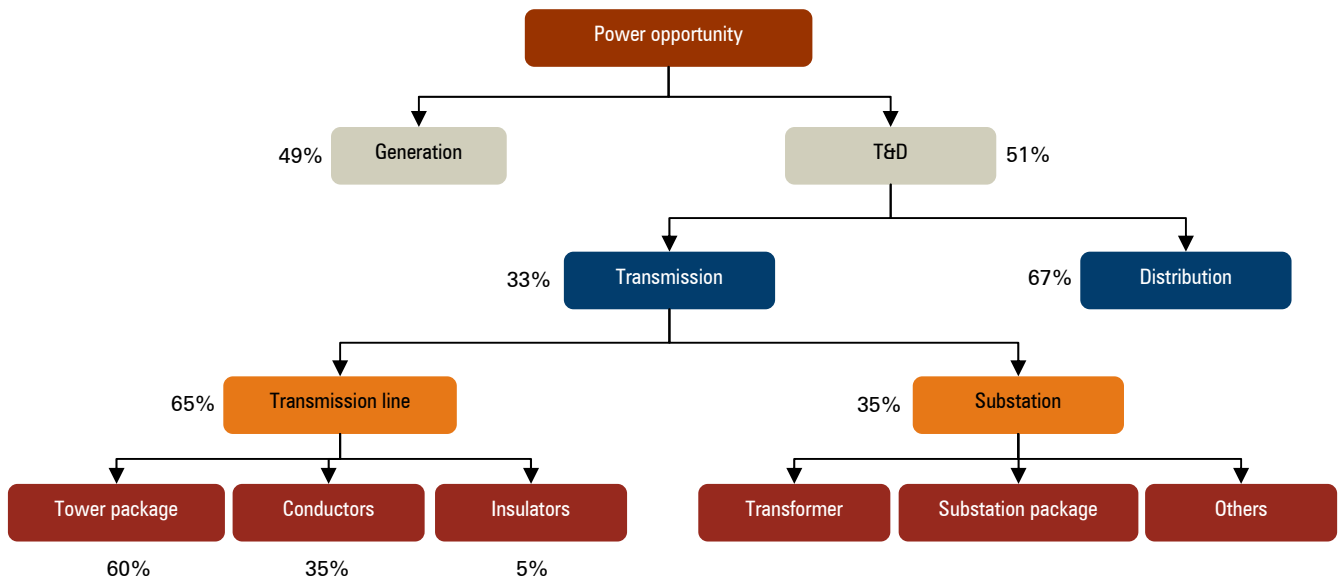 Power opportunity
49%
Generation
T&D
51%
33%
Transmission
67%
Distribution
65%
Transmission line
35%
Substation
Tower package
Conductors
Insulators
Transformer
Substation package
Others
60%
35%
5%